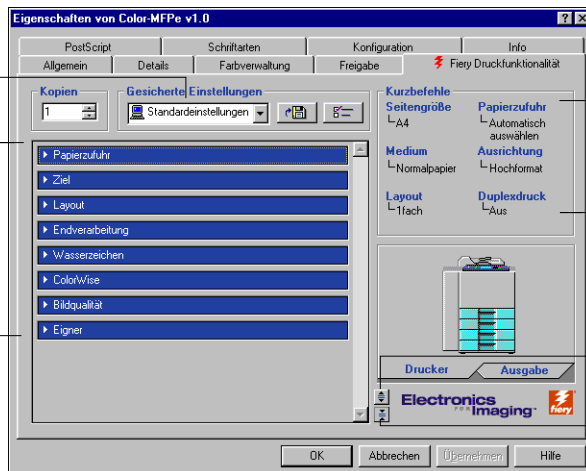 Eigenschaften von Color-MFPe v1.0
PostScript Schriftarten Konfiguration Info
Allgemein Details Farbverwaltung Freigabe Fiery Druckfunktionalität
Kopien
1
Gesicherte Einstellungen
Standardeinstellungen
Papierzufuhr
Ziel
Layout
Endverarbeitung
Wasserzeichen
ColorWise
Bildqualität
Eigner
Kurzbefehle
Seitengröße Papierzufuhr
A4 Automatisch
auswählen
Medium Ausrichtung
Normalpapier Hochformat
Layout Duplexdruck
1fach Aus
Drucker Ausgabe
Electronics
FOR Imaging
fiery
OK Abbrechen Übernehmen Hilfe